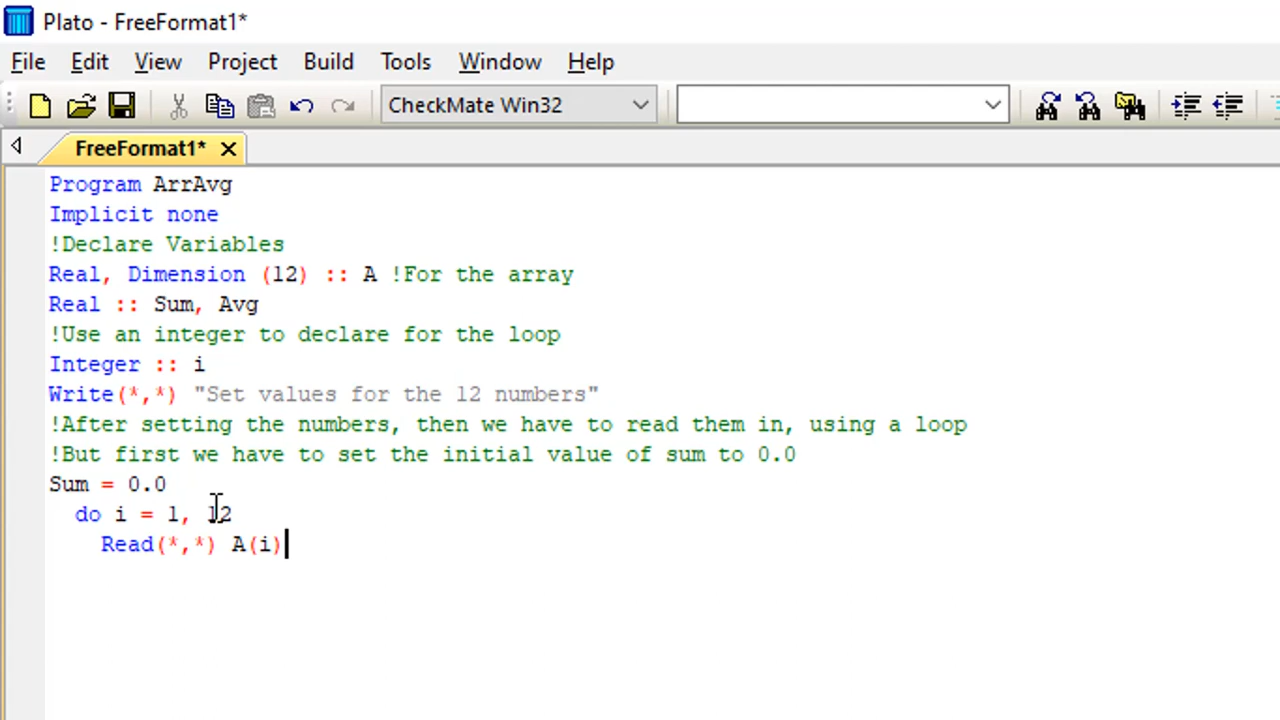 Plato - FreeFormat1*
File Edit View Project Build Tools Window Help
CheckMate Win32
FreeFormat1*
Program ArrAvg
Implicit none
!Declare Variables
Real, Dimension (12) :: A !For the array
Real :: Sum, Avg
!Use an integer to declare for the loop
Integer :: i
Write(*,*) "Set values for the 12 numbers"
!After setting the numbers, then we have to read them in, using a loop
!But first we have to set the initial value of sum to 0.0
Sum = 0.0
do i = 1, 12
Read(*,*) A(i)